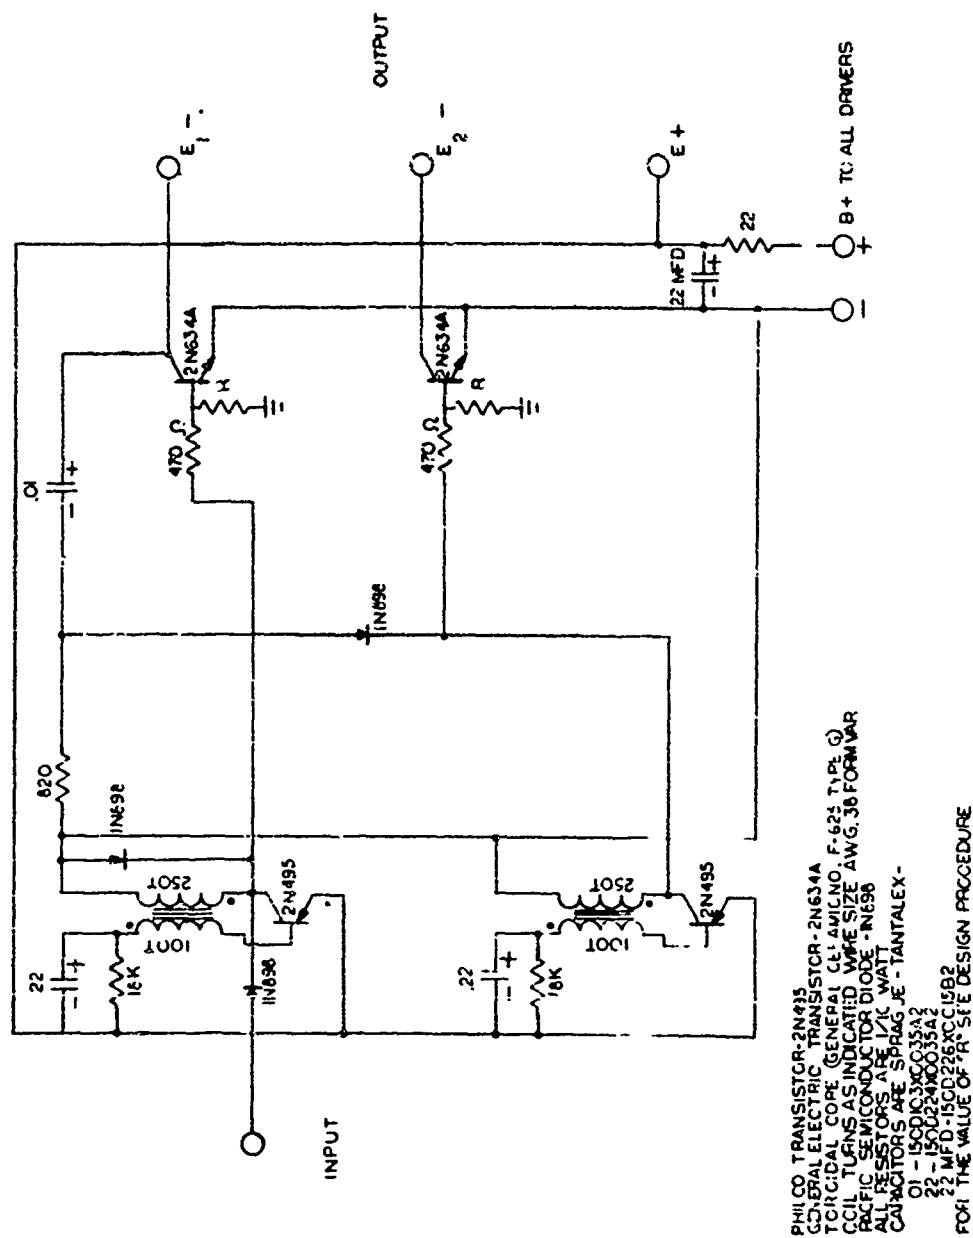 OUTPUT
E1 -
E2 -
E+
B+ TO ALL DRIVERS
+
-
22
22 MFD
- +
.01
- +
2N634A
470 Ω
2N634A
R
470 Ω
1N898
820
1N898
250T
100T
2N495
22
- +
18K
1N898
250T
100T
2N495
.22
- +
18K
INPUT
PHILCO TRANSISTOR-2N495
GENERAL ELECTRIC TRANSISTOR-2N634A
TOROIDAL CORE (GENERAL CERAMIC NO. F-625 TYPE G)
COIL TURNS AS INDICATED WIRE SIZE AWG. 38 FORMVAR
PACIFIC SEMICONDUCTOR DIODE-1N898
ALL RESISTORS ARE 1/10 WATT
CAPACITORS ARE SPRAGUE - TANTALEX-
01 - 150D103X0035A2
22 - 150D224X0035A2
22 MFD-150D226X0015B2
FOR THE VALUE OF "R" SEE DESIGN PROCEDURE